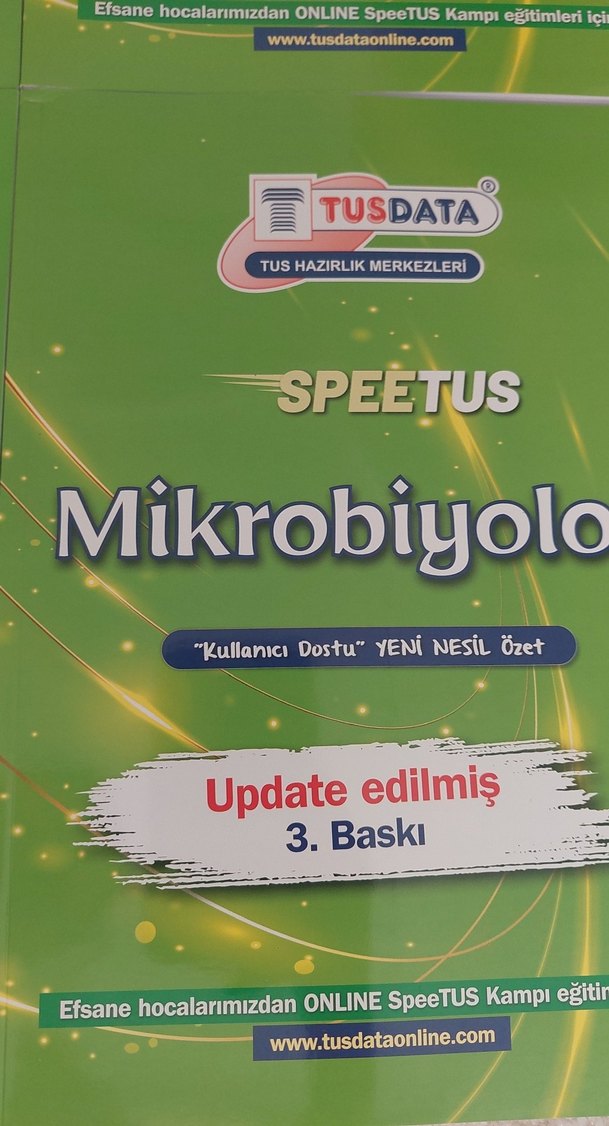 Efsane hocalarımızdan ONLINE SpeeTUS Kampı eğitimleri için
www.tusdataonline.com
TUSDATA®
TUS HAZIRLIK MERKEZLERİ
SPEETUS
Mikrobiyolo
"Kullanıcı Dostu" YENİ NESİL Özet
Update edilmiş
3. Baskı
Efsane hocalarımızdan ONLINE SpeeTUS Kampı eğitim
www.tusdataonline.com